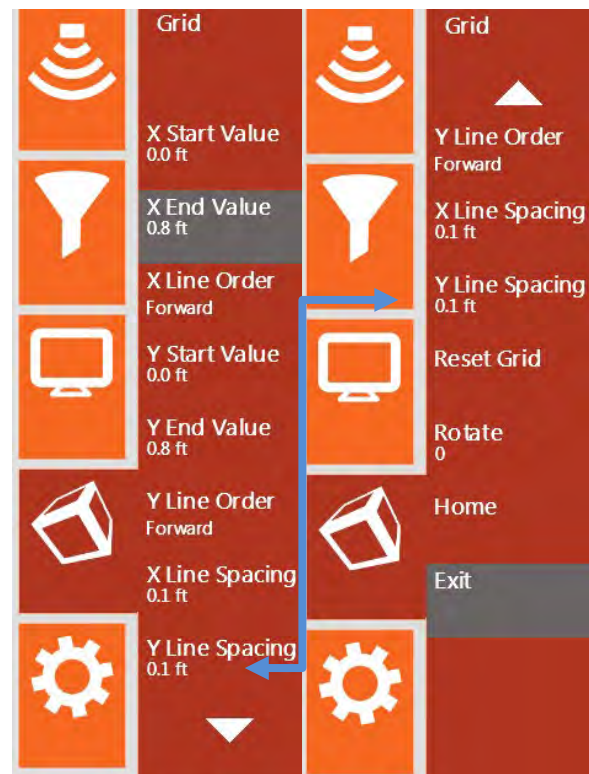 Grid
X Start Value
0.0 ft
X End Value
0.8 ft
X Line Order
Forward
Y Start Value
0.0 ft
Y End Value
0.8 ft
Y Line Order
Forward
X Line Spacing
0.1 ft
Y Line Spacing
0.1 ft
Grid
Y Line Order
Forward
X Line Spacing
0.1 ft
Y Line Spacing
0.1 ft
Reset Grid
Rotate
0
Home
Exit